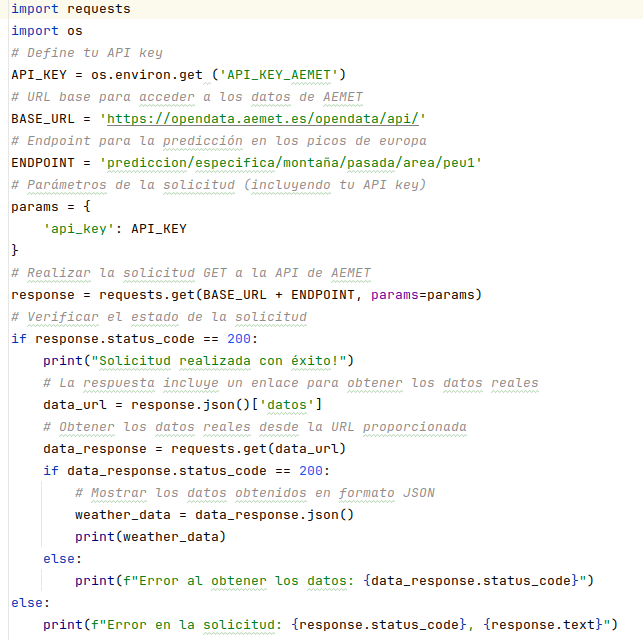 import requests
import os
# Define tu API key
API_KEY = os.environ.get ('API_KEY_AEMET')
# URL base para acceder a los datos de AEMET
BASE_URL = 'https://opendata.aemet.es/opendata/api/'
# Endpoint para la predicción en los picos de europa
ENDPOINT = 'prediccion/especifica/montaña/pasada/area/peu1'
# Parámetros de la solicitud (incluyendo tu API key)
params = {
    'api_key': API_KEY
}
# Realizar la solicitud GET a la API de AEMET
response = requests.get(BASE_URL + ENDPOINT, params=params)
# Verificar el estado de la solicitud
if response.status_code == 200:
    print("Solicitud realizada con éxito!")
    # La respuesta incluye un enlace para obtener los datos reales
    data_url = response.json()['datos']
    # Obtener los datos reales desde la URL proporcionada
    data_response = requests.get(data_url)
    if data_response.status_code == 200:
        # Mostrar los datos obtenidos en formato JSON
        weather_data = data_response.json()
        print(weather_data)
    else:
        print(f"Error al obtener los datos: {data_response.status_code}")
else:
    print(f"Error en la solicitud: {response.status_code}, {response.text}")